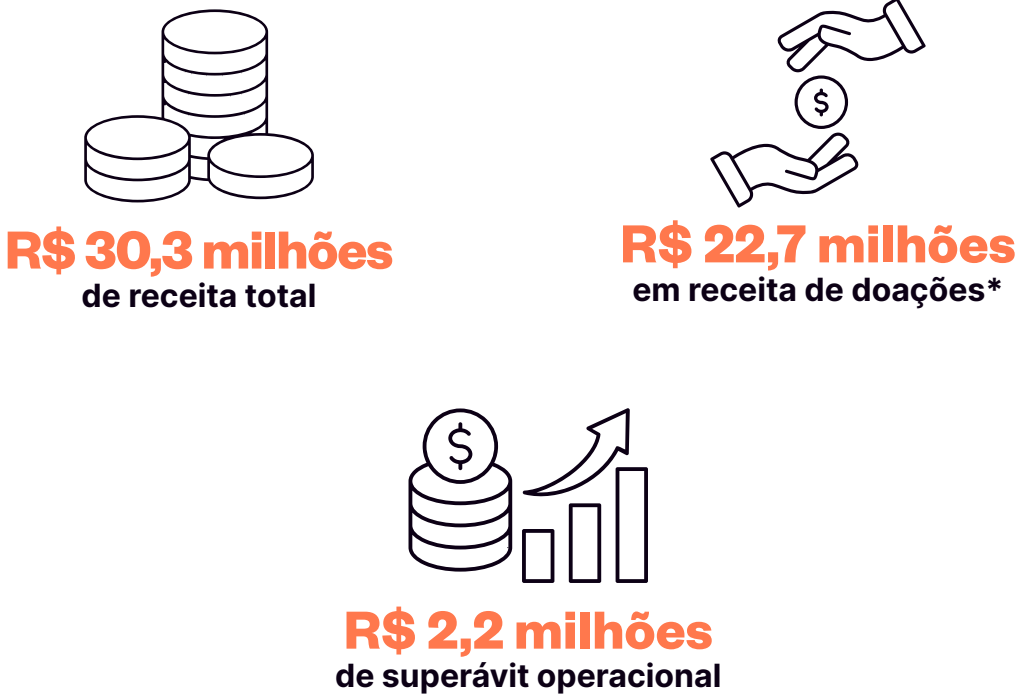 $
R$ 30,3 milhões
de receita total
R$ 22,7 milhões
em receita de doações*
$
R$ 2,2 milhões
de superávit operacional